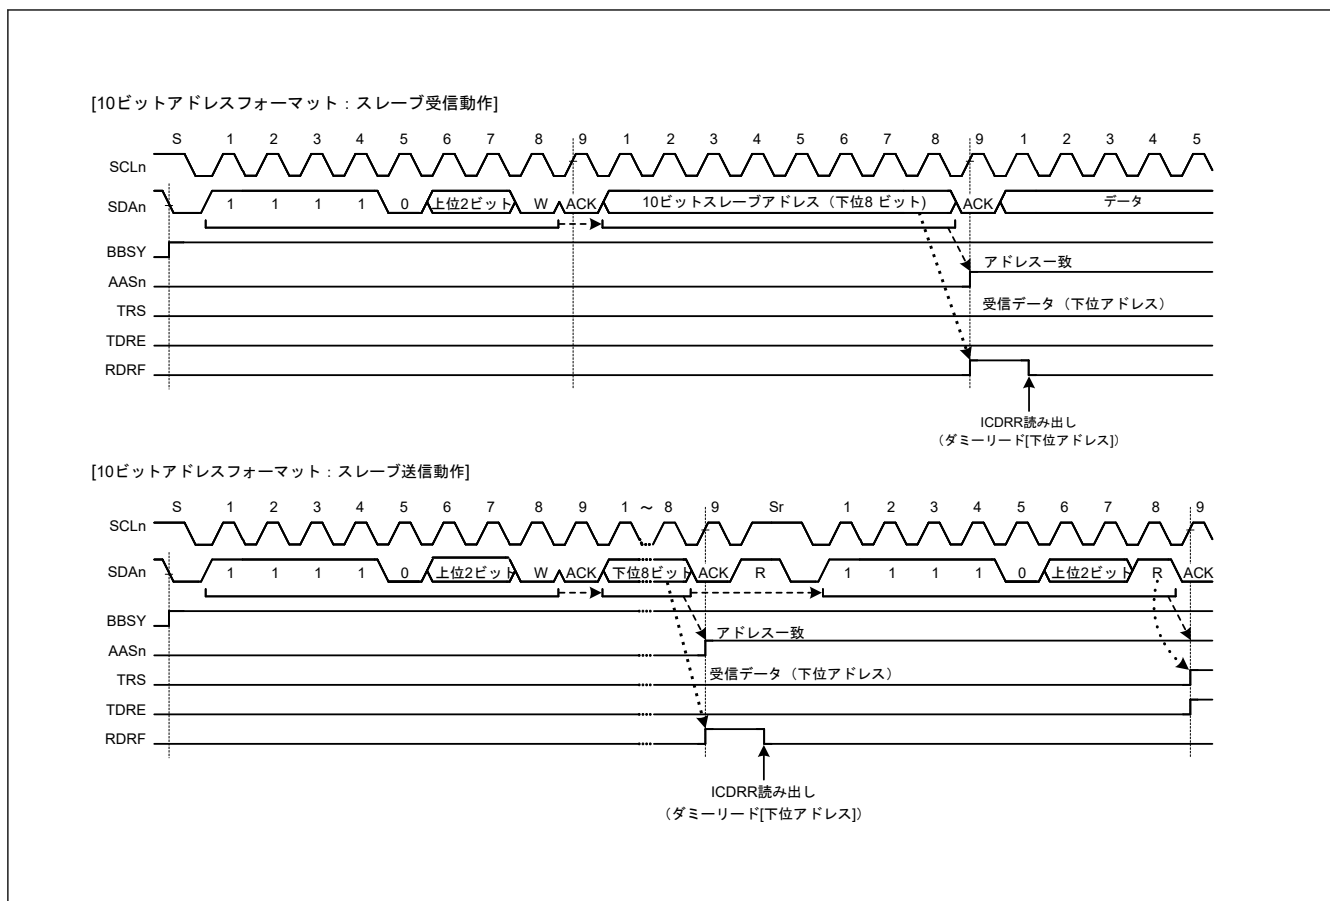 [10ビットアドレスフォーマット：スレーブ受信動作]
S 1 2 3 4 5 6 7 8 9 1 2 3 4 5 6 7 8 9 1 2 3 4 5
SCLn
SDAn 1 1 1 1 0 上位2ビット W ACK 10ビットスレーブアドレス（下位8 ビット) ACK データ
BBSY
アドレス一致
AASn
受信データ（下位アドレス）
TRS
TDRE
RDRF
ICDRR読み出し
（ダミーリード[下位アドレス]）
[10ビットアドレスフォーマット：スレーブ送信動作]
S 1 2 3 4 5 6 7 8 9 1 ～ 8 9 Sr 1 2 3 4 5 6 7 8 9
SCLn
SDAn 1 1 1 1 0 上位2ビット W ACK 下位8ビット ACK R 1 1 1 1 0 上位2ビット R ACK
BBSY
アドレス一致
AASn
受信データ（下位アドレス）
TRS
TDRE
RDRF
ICDRR読み出し
（ダミーリード[下位アドレス]）